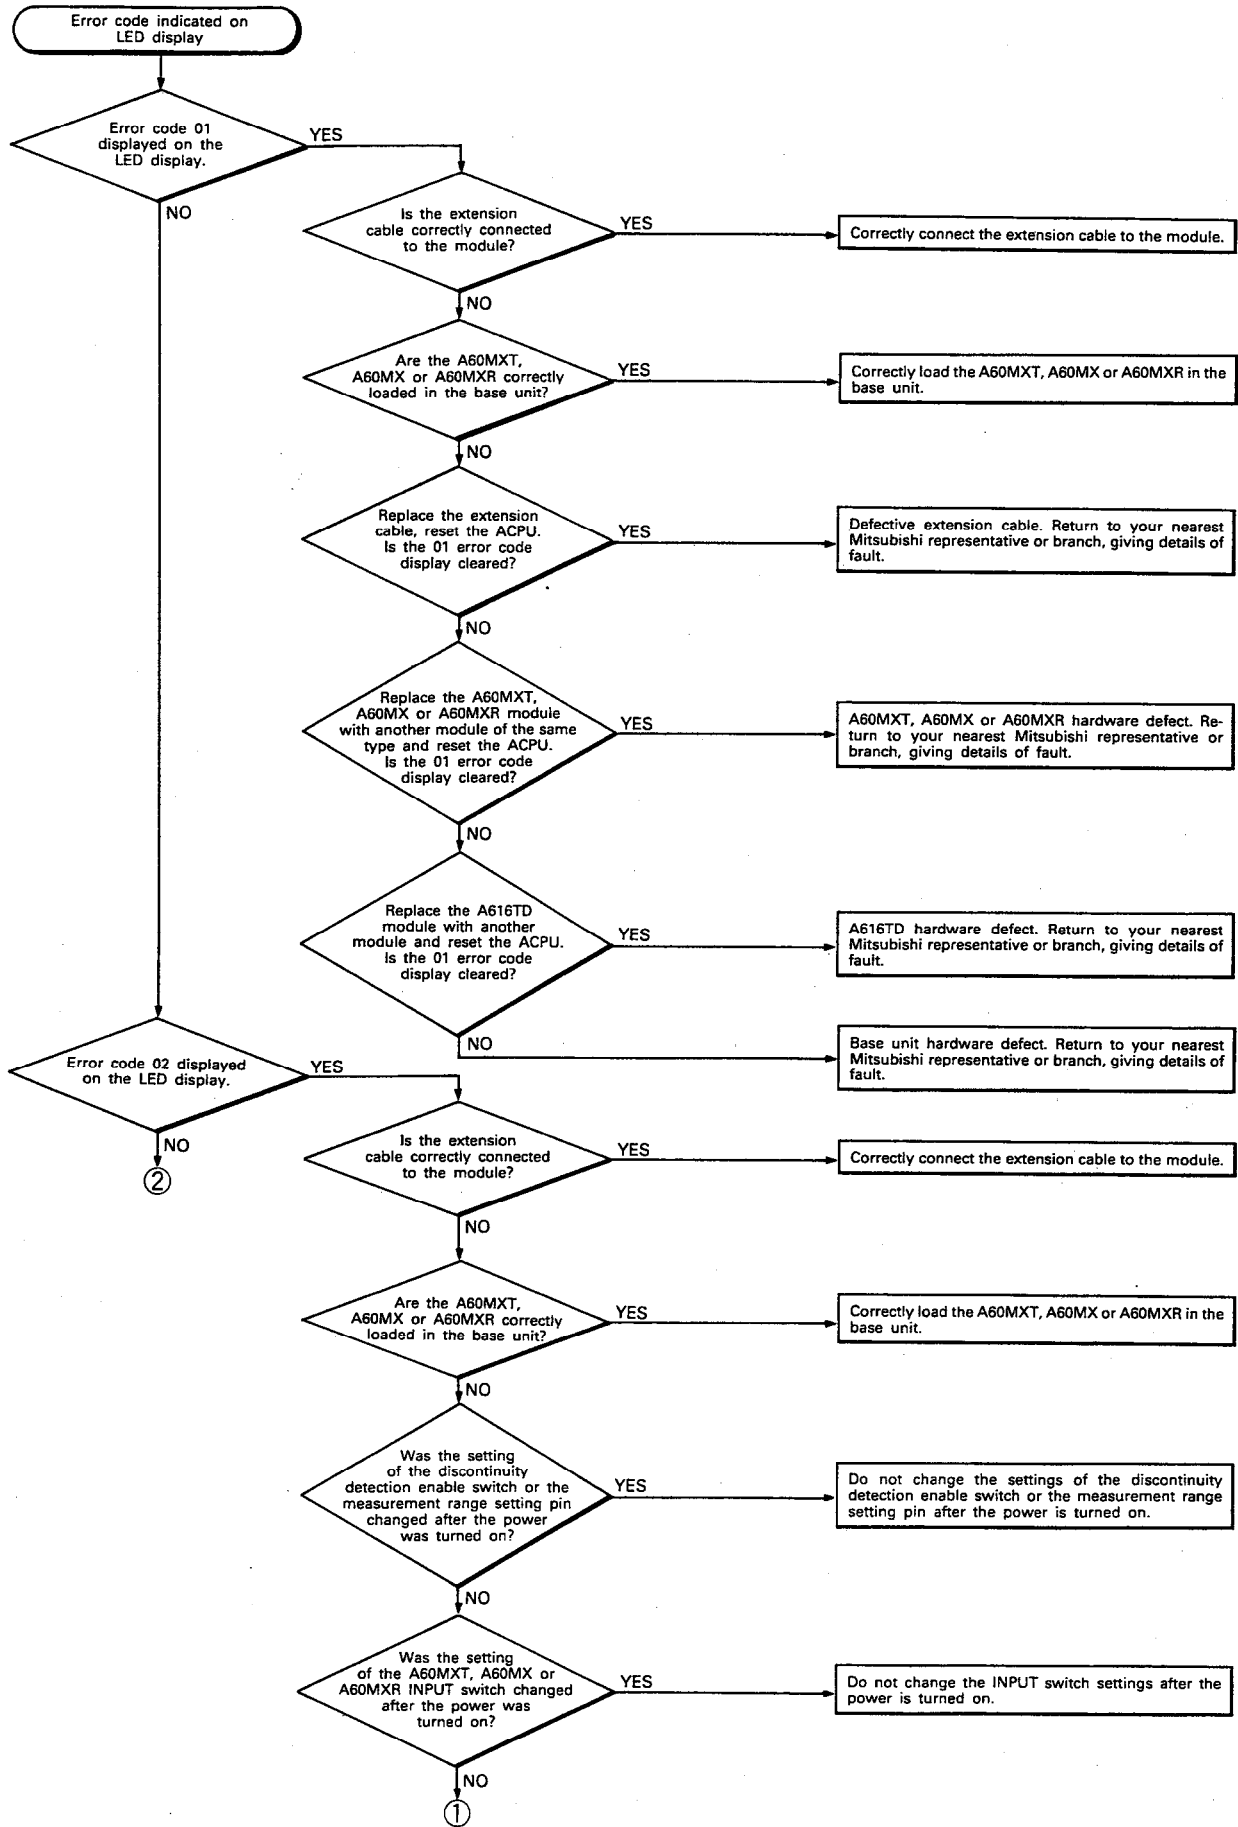 Error code indicated on
LED display
Error code 01
displayed on the
LED display.
YES
NO
Is the extension
cable correctly connected
to the module?
YES
Correctly connect the extension cable to the module.
NO
Are the A60MXT,
A60MX or A60MXR correctly
loaded in the base unit?
YES
Correctly load the A60MXT, A60MX or A60MXR in the
base unit.
NO
Replace the extension
cable, reset the ACPU.
Is the 01 error code
display cleared?
YES
Defective extension cable. Return to your nearest
Mitsubishi representative or branch, giving details of
fault.
NO
Replace the A60MXT,
A60MX or A60MXR module
with another module of the same
type and reset the ACPU.
Is the 01 error code
display cleared?
YES
A60MXT, A60MX or A60MXR hardware defect. Re-
turn to your nearest Mitsubishi representative or
branch, giving details of fault.
NO
Replace the A616TD
module with another
module and reset the ACPU.
Is the 01 error code
display cleared?
YES
A616TD hardware defect. Return to your nearest
Mitsubishi representative or branch, giving details of
fault.
NO
Base unit hardware defect. Return to your nearest
Mitsubishi representative or branch, giving details of
fault.
Error code 02 displayed
on the LED display.
YES
NO
②
Is the extension
cable correctly connected
to the module?
YES
Correctly connect the extension cable to the module.
NO
Are the A60MXT,
A60MX or A60MXR correctly
loaded in the base unit?
YES
Correctly load the A60MXT, A60MX or A60MXR in the
base unit.
NO
Was the setting
of the discontinuity
detection enable switch or the
measurement range setting pin
changed after the power
was turned on?
YES
Do not change the settings of the discontinuity
detection enable switch or the measurement range
setting pin after the power is turned on.
NO
Was the setting
of the A60MXT, A60MX or
A60MXR INPUT switch changed
after the power was
turned on?
YES
Do not change the INPUT switch settings after the
power is turned on.
NO
①